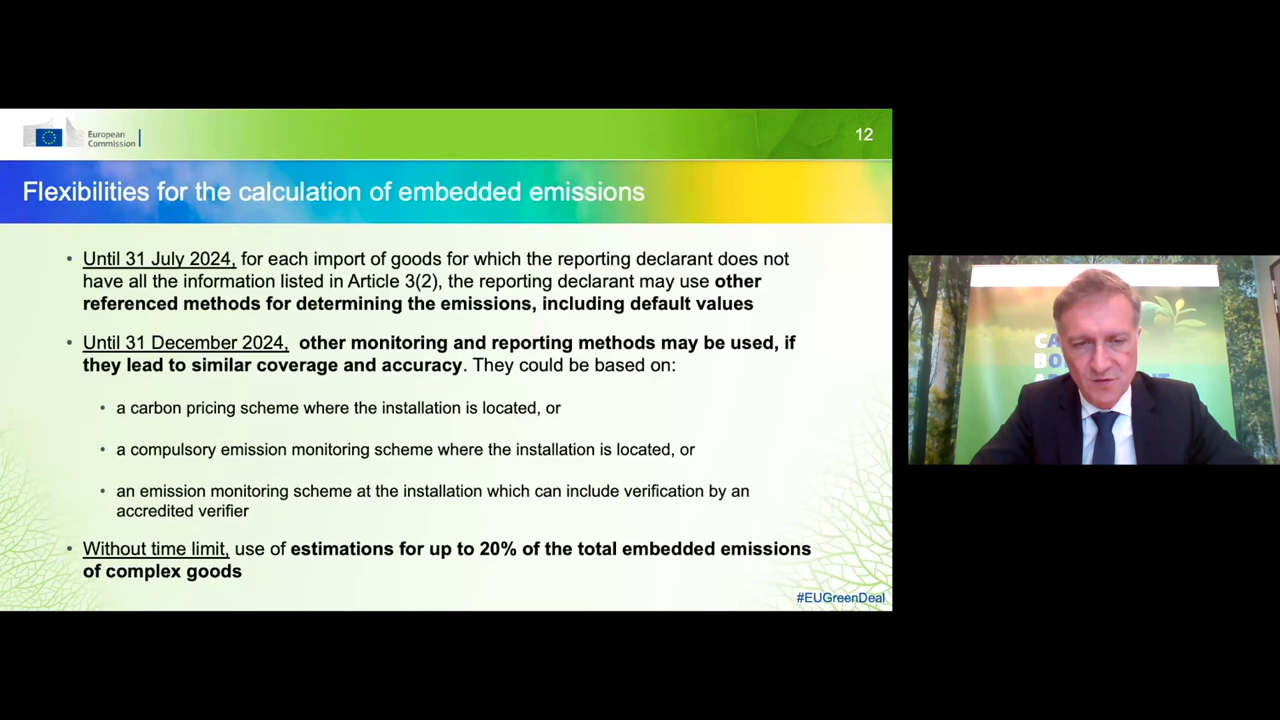 European
Commission
12
Flexibilities for the calculation of embedded emissions
• Until 31 July 2024, for each import of goods for which the reporting declarant does not
have all the information listed in Article 3(2), the reporting declarant may use other
referenced methods for determining the emissions, including default values
• Until 31 December 2024, other monitoring and reporting methods may be used, if
they lead to similar coverage and accuracy. They could be based on:
• a carbon pricing scheme where the installation is located, or
• a compulsory emission monitoring scheme where the installation is located, or
• an emission monitoring scheme at the installation which can include verification by an
accredited verifier
• Without time limit, use of estimations for up to 20% of the total embedded emissions
of complex goods
#EUGreenDeal